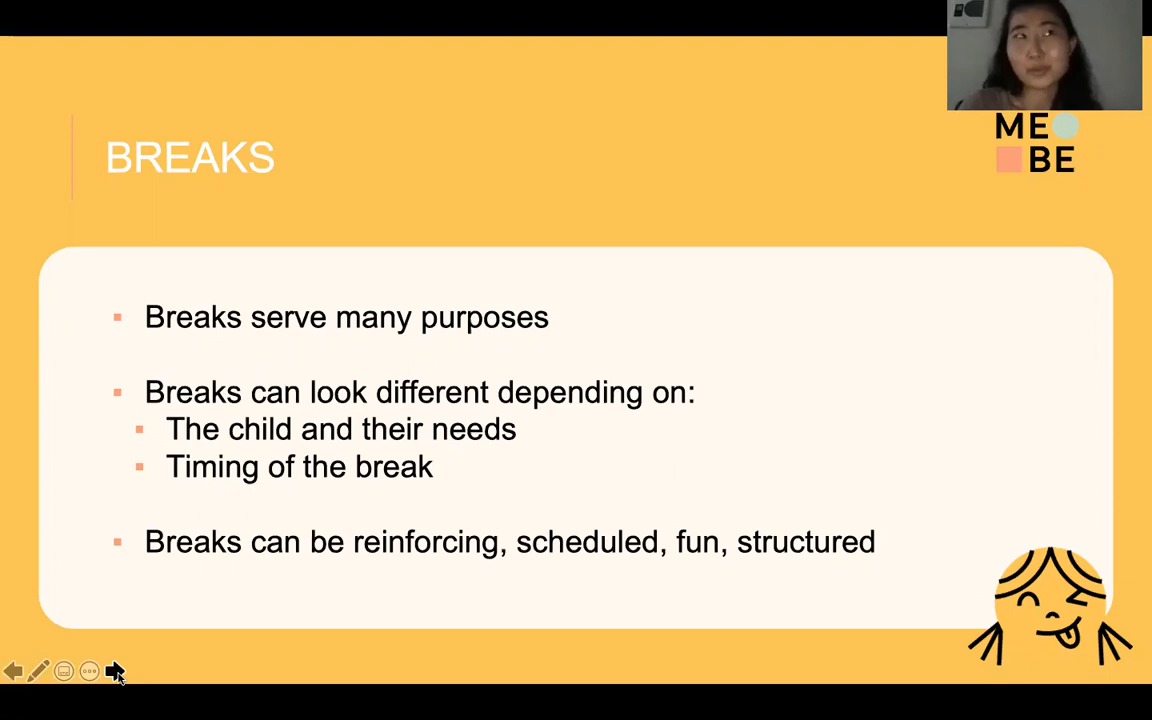 ME
BE
BREAKS
Breaks serve many purposes
Breaks can look different depending on:
The child and their needs
Timing of the break
Breaks can be reinforcing, scheduled, fun, structured